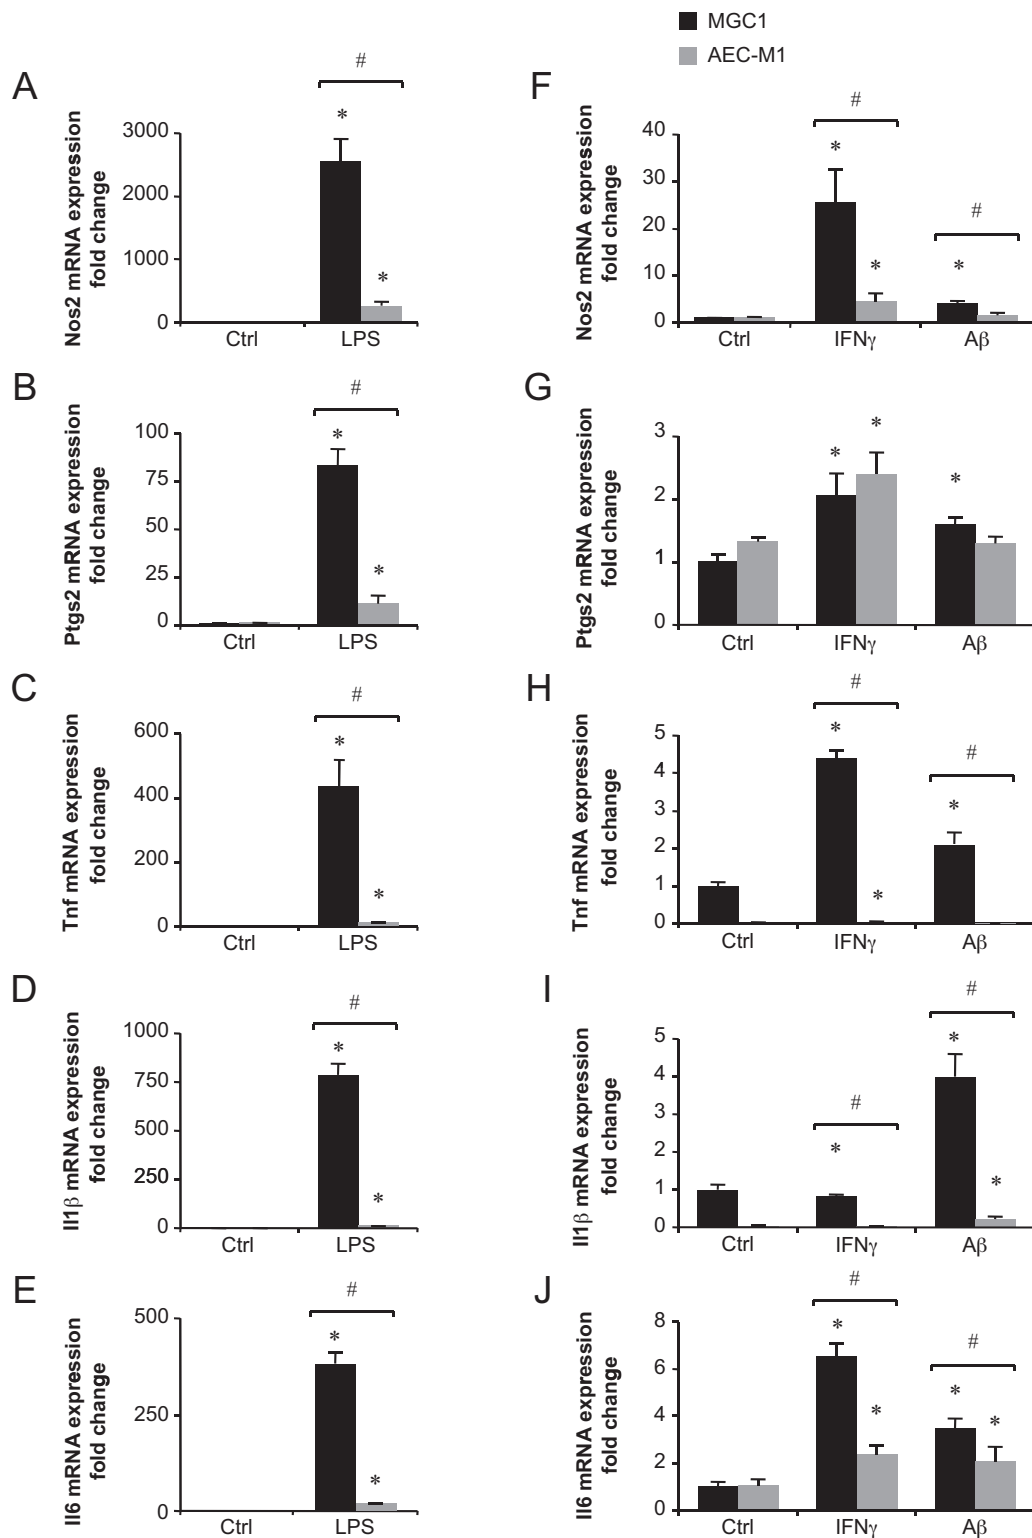 MGC1
AEC-M1
A
Nos2 mRNA expression
fold change
3000
2000
1000
0
#
*
*
Ctrl
LPS
F
Nos2 mRNA expression
fold change
40
30
20
10
0
#
*
*
#
*
Ctrl
IFNγ
Aβ
B
Ptgs2 mRNA expression
fold change
100
75
50
25
0
#
*
*
Ctrl
LPS
G
Ptgs2 mRNA expression
fold change
3
2
1
0
*
*
*
Ctrl
IFNγ
Aβ
C
Tnf mRNA expression
fold change
600
400
200
0
#
*
*
Ctrl
LPS
H
Tnf mRNA expression
fold change
5
4
3
2
1
0
#
*
*
#
*
Ctrl
IFNγ
Aβ
D
Il1β mRNA expression
fold change
1000
750
500
250
0
#
*
*
Ctrl
LPS
I
Il1β mRNA expression
fold change
5
4
3
2
1
0
#
*
#
*
*
Ctrl
IFNγ
Aβ
E
Il6 mRNA expression
fold change
500
250
0
#
*
*
Ctrl
LPS
J
Il6 mRNA expression
fold change
8
6
4
2
0
#
*
*
#
*
*
Ctrl
IFNγ
Aβ